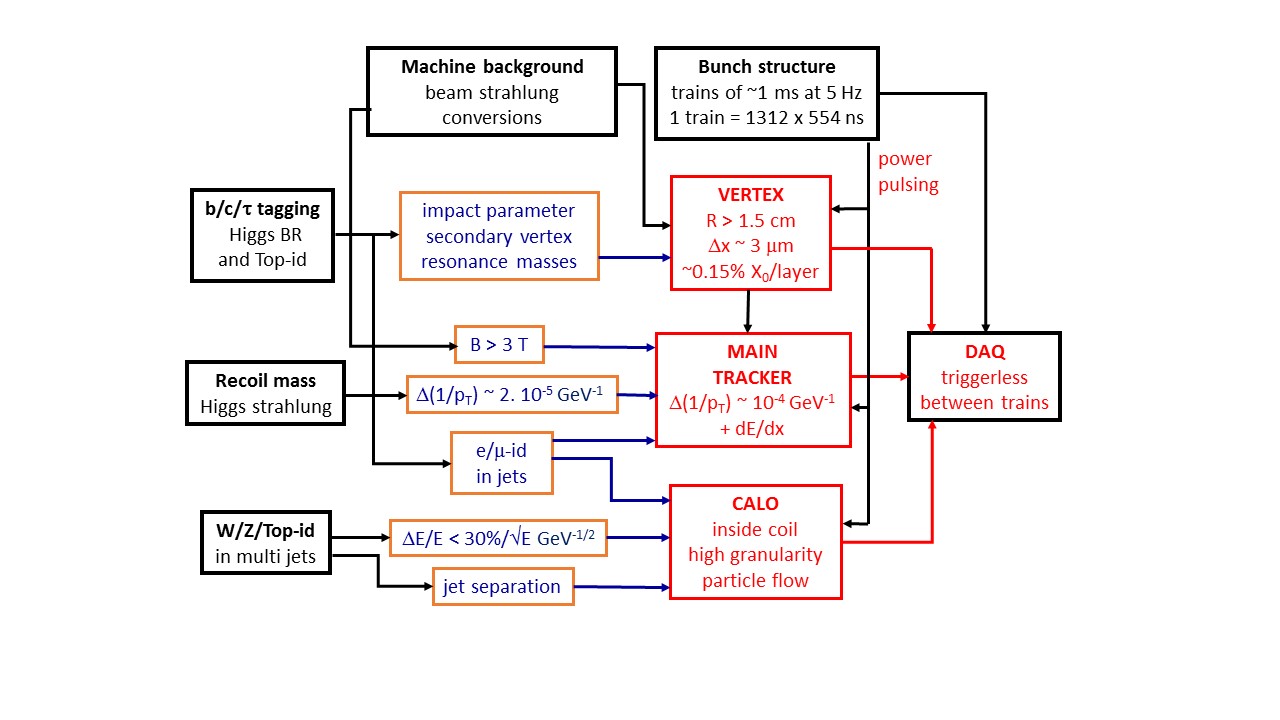 Machine background
beam strahlung
conversions
Bunch structure
trains of ~1 ms at 5 Hz
1 train = 1312 x 554 ns
power
pulsing
b/c/τ tagging
Higgs BR
and Top-id
impact parameter
secondary vertex
resonance masses
VERTEX
R > 1.5 cm
Δx ~ 3 μm
~0.15% X₀/layer
B > 3 T
MAIN
TRACKER
Δ(1/pT) ~ 10⁻⁴ GeV⁻¹
+ dE/dx
DAQ
triggerless
between trains
Recoil mass
Higgs strahlung
Δ(1/pT) ~ 2. 10⁻⁵ GeV⁻¹
e/μ-id
in jets
W/Z/Top-id
in multi jets
ΔE/E < 30%/√E GeV⁻¹/²
jet separation
CALO
inside coil
high granularity
particle flow